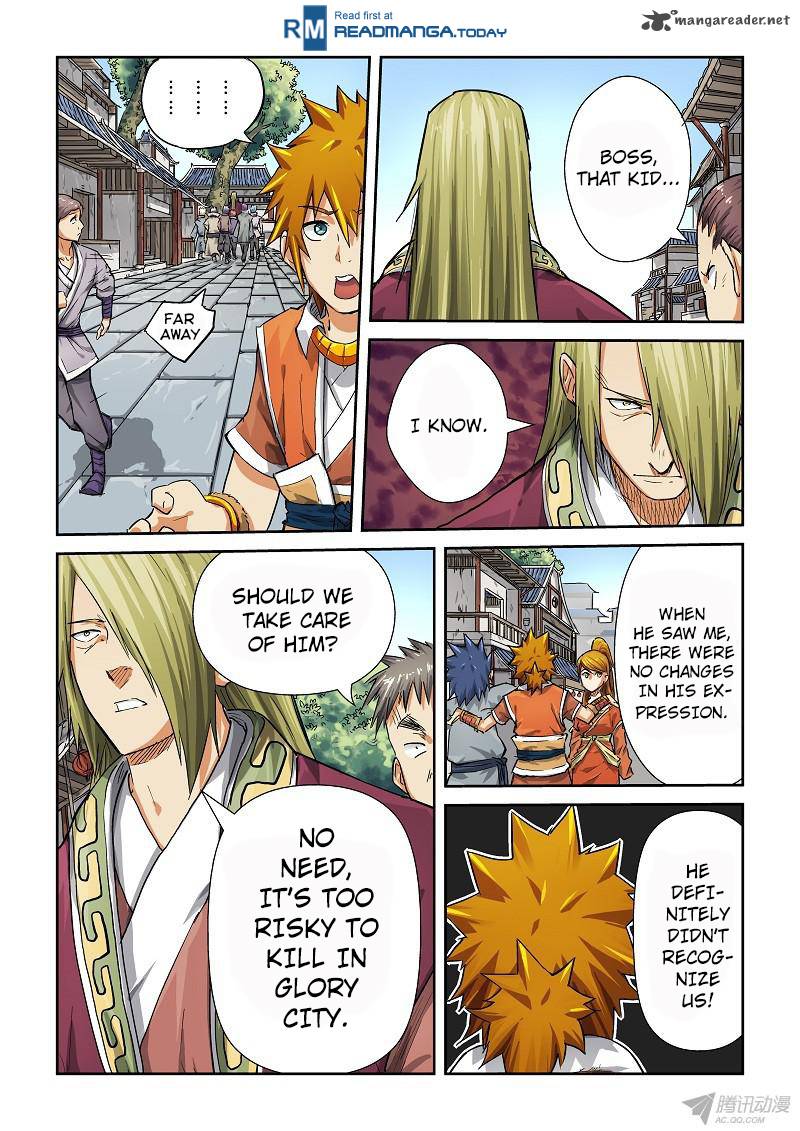 Read first at
RM READMANGA.TODAY
mangareader.net
... ... ...
FAR
AWAY
BOSS,
THAT KID...
I KNOW.
SHOULD WE
TAKE CARE
OF HIM?
NO
NEED,
IT'S TOO
RISKY TO
KILL IN
GLORY
CITY.
WHEN
HE SAW ME,
THERE WERE
NO CHANGES
IN HIS EX-
PRESSION.
HE
DEFI-
NITELY
DIDN'T
RECOG-
NIZE
US!
腾讯动漫
AC.QQ.COM